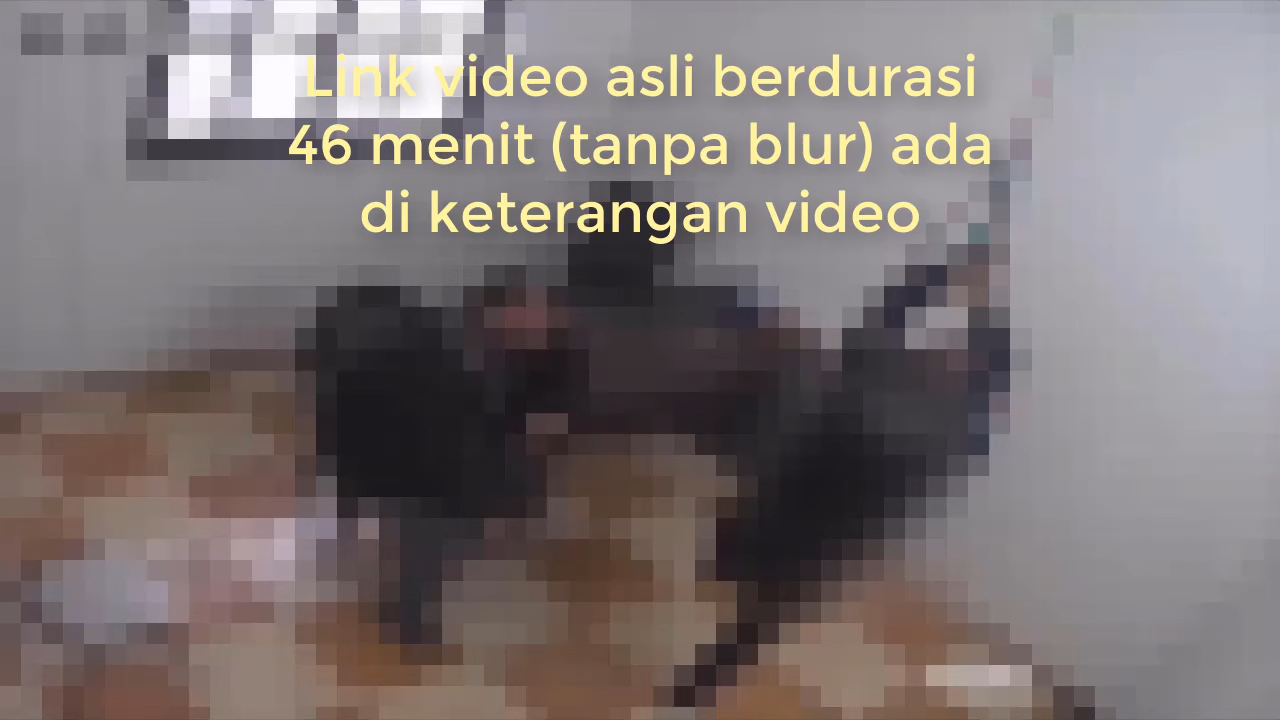 Link video asli berdurasi
46 menit (tanpa blur) ada
di keterangan video